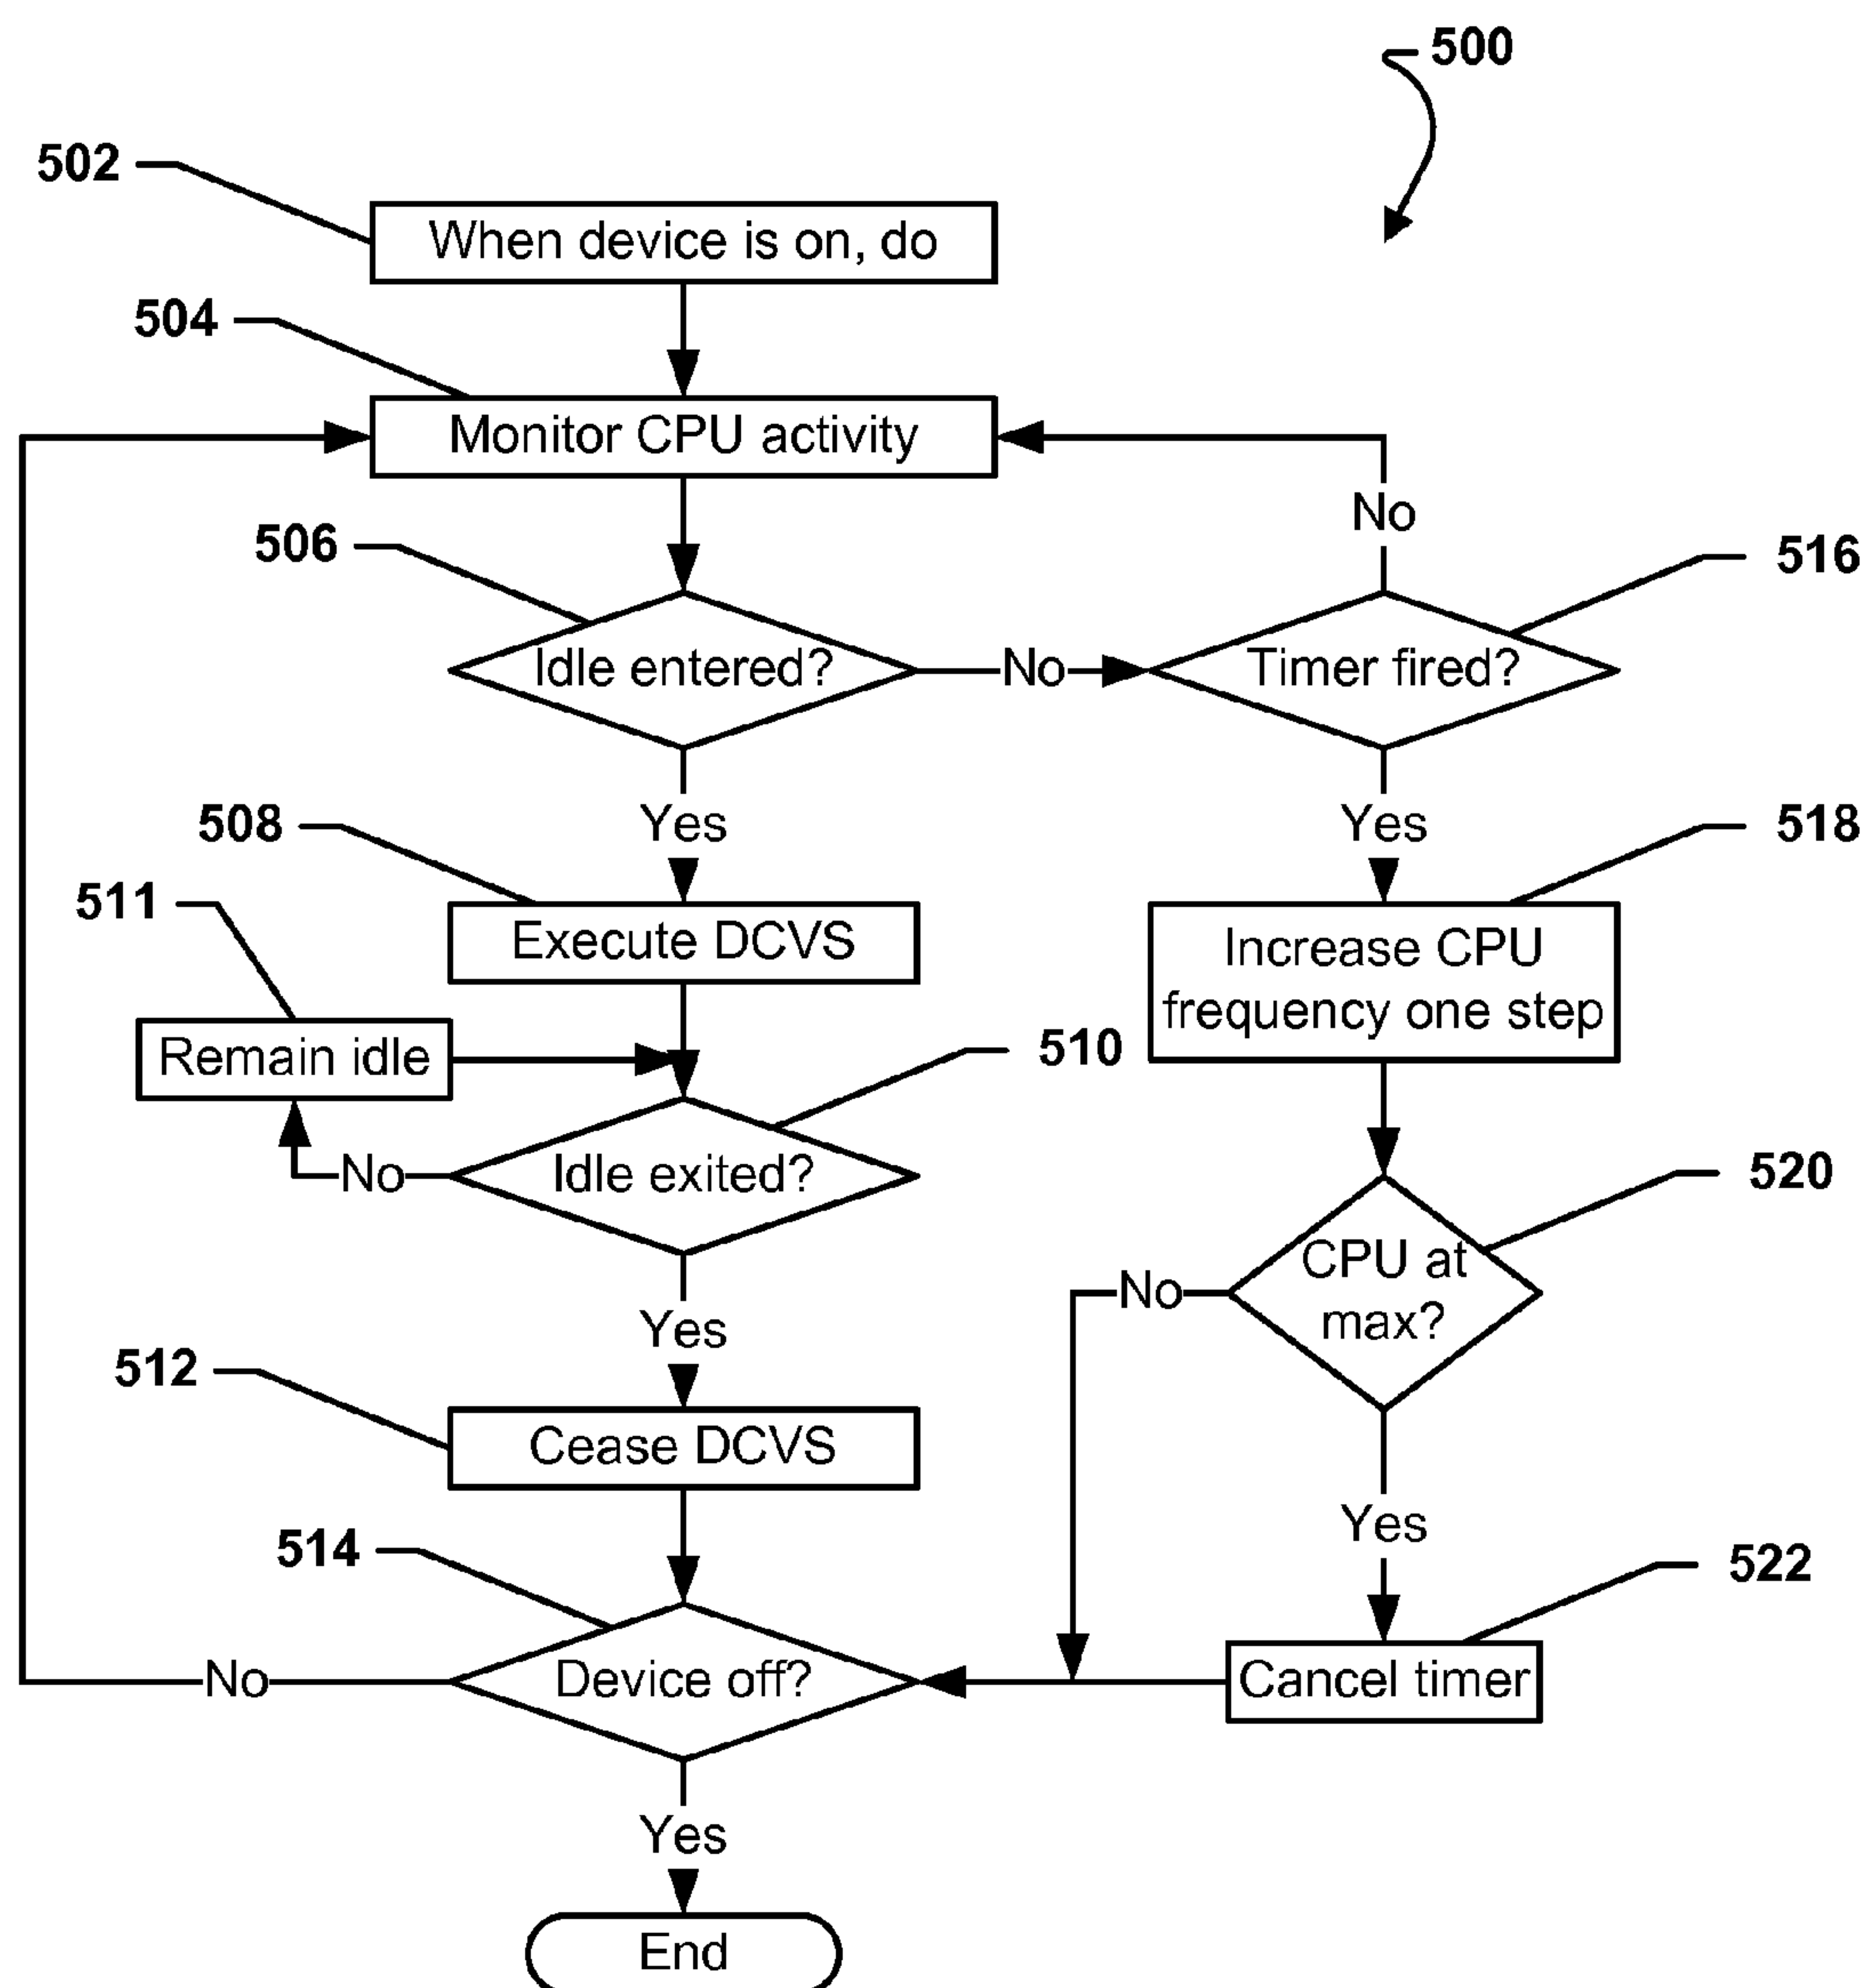 500
502
When device is on, do
504
Monitor CPU activity
No
506
516
Idle entered?
No
Timer fired?
Yes
Yes
508
518
511
Execute DCVS
Increase CPU
frequency one step
Remain idle
510
No
Idle exited?
520
CPU at
max?
No
Yes
512
Cease DCVS
Yes
514
522
No
Device off?
Cancel timer
Yes
End